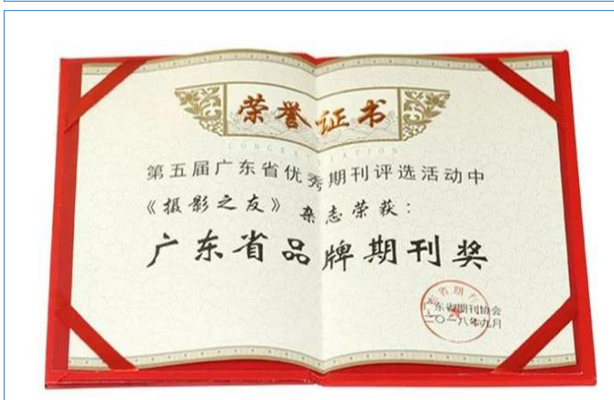 荣誉证书
第五届广东省优秀期刊评选活动中
《摄影之友》杂志荣获：
广东省品牌期刊奖
广东省期刊协会
二〇一八年九月